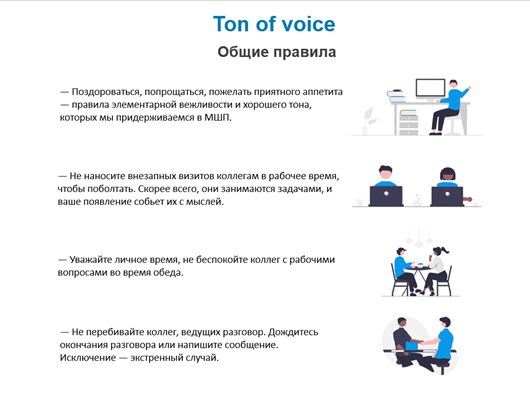 Ton of voice
Общие правила
— Поздороваться, попрощаться, пожелать приятного аппетита
— правила элементарной вежливости и хорошего тона,
которых мы придерживаемся в МШП.
— Не наносите внезапных визитов коллегам в рабочее время,
чтобы поболтать. Скорее всего, они занимаются задачами, и
ваше появление собьет их с мыслей.
— Уважайте личное время, не беспокойте коллег с рабочими
вопросами во время обеда.
— Не перебивайте коллег, ведущих разговор. Дождитесь
окончания разговора или напишите сообщение.
Исключение — экстренный случай.